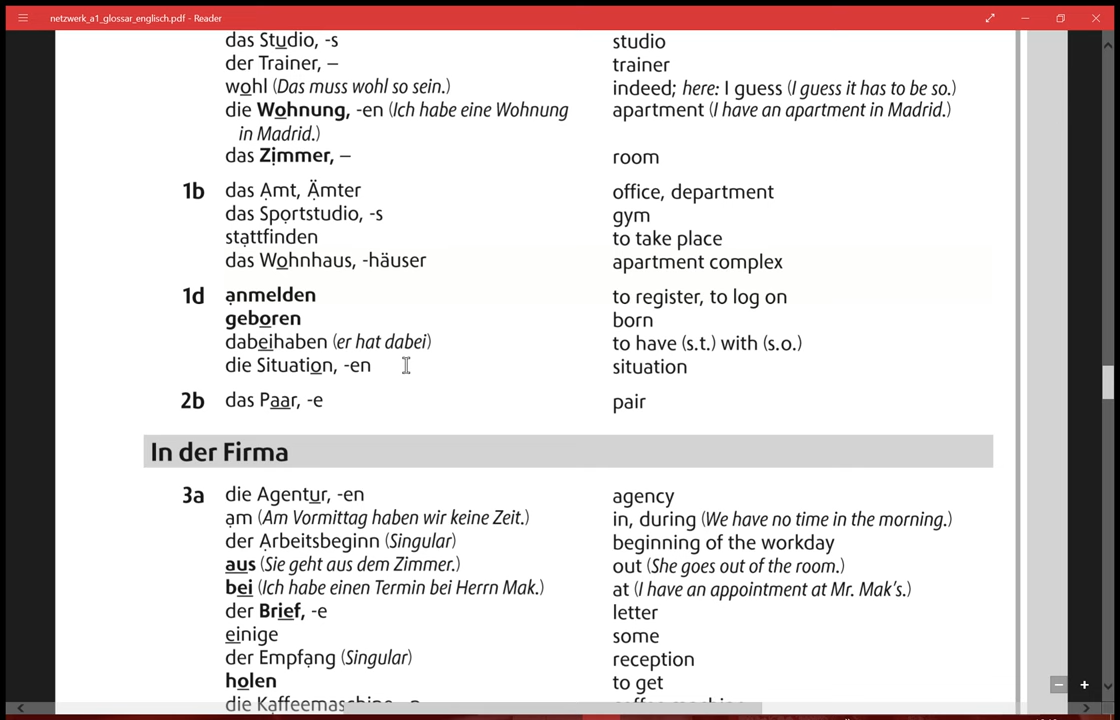 netzwerk_a1_glossar_englisch.pdf - Reader
das Studio, -s studio
der Trainer, – trainer
wohl (Das muss wohl so sein.) indeed; here: I guess (I guess it has to be so.)
die Wohnung, -en (Ich habe eine Wohnung apartment (I have an apartment in Madrid.)
in Madrid.)
das Zimmer, – room
1b das Amt, Ämter office, department
das Sportstudio, -s gym
stattfinden to take place
das Wohnhaus, -häuser apartment complex
1d anmelden to register, to log on
geboren born
dabeihaben (er hat dabei) to have (s.t.) with (s.o.)
die Situation, -en situation
2b das Paar, -e pair
In der Firma
3a die Agentur, -en agency
am (Am Vormittag haben wir keine Zeit.) in, during (We have no time in the morning.)
der Arbeitsbeginn (Singular) beginning of the workday
aus (Sie geht aus dem Zimmer.) out (She goes out of the room.)
bei (Ich habe einen Termin bei Herrn Mak.) at (I have an appointment at Mr. Mak's.)
der Brief, -e letter
einige some
der Empfang (Singular) reception
holen to get
die Kaffeemaschine, -n coffee machine